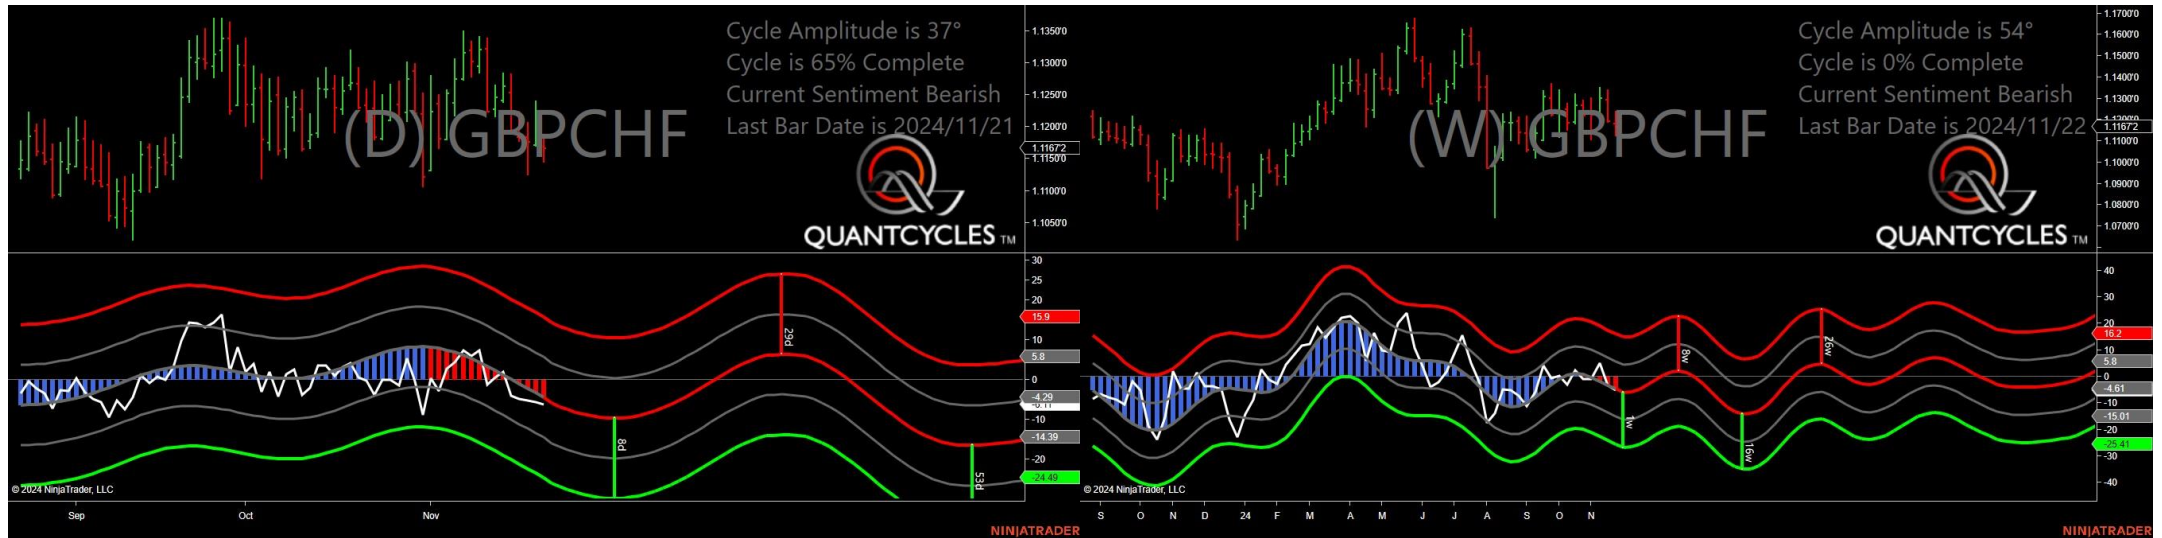 Cycle Amplitude is 37°
Cycle is 65% Complete
Current Sentiment Bearish
Last Bar Date is 2024/11/21
(D) GBPCHF
QUANTCYCLES TM
1.1350'0
1.1300'0
1.1250'0
1.1200'0
1.1167'2
1.1150'0
1.1100'0
1.1050'0
30
25
20
15.9
10
5.8
0
-4.29
-10
-14.39
-20
-24.49
29d
8d
53d
© 2024 NinjaTrader, LLC
Sep
Oct
Nov
NINJATRADER
Cycle Amplitude is 54°
Cycle is 0% Complete
Current Sentiment Bearish
Last Bar Date is 2024/11/22
(W) GBPCHF
QUANTCYCLES TM
1.1700'0
1.1600'0
1.1500'0
1.1400'0
1.1300'0
1.1200'0
1.1167'2
1.1100'0
1.1000'0
1.0900'0
1.0800'0
1.0700'0
40
30
20
16.2
10
5.8
0
-4.61
-10
-15.01
-20
-25.41
-30
-40
8w
26w
1w
16w
© 2024 NinjaTrader, LLC
S O N D 24 F M A M J J A S O N
NINJATRADER